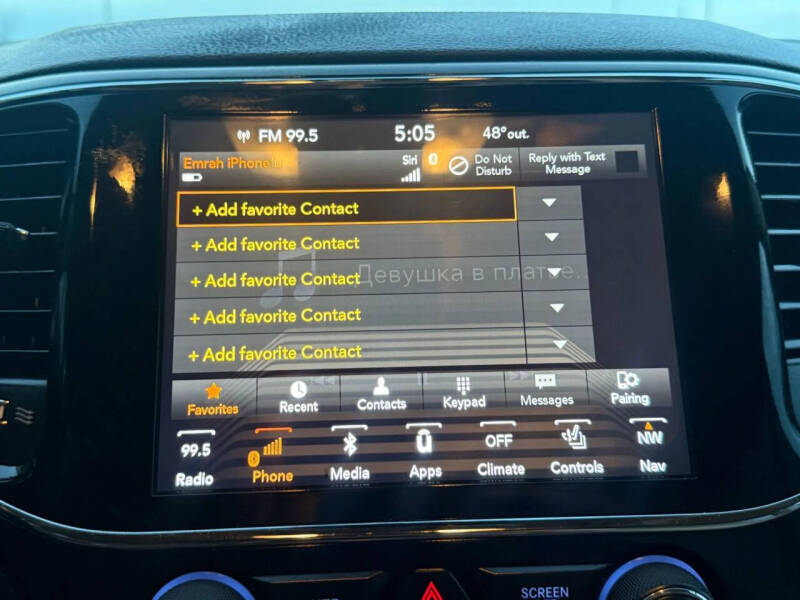 FM 99.5 5:05 48° out.
Emrah iPhone'u Siri Do Not Disturb Reply with Text Message
+ Add favorite Contact
+ Add favorite Contact
Девушка в платье...
+ Add favorite Contact
+ Add favorite Contact
+ Add favorite Contact
Favorites Recent Contacts Keypad Messages Pairing
99.5 OFF NW
Radio Phone Media Apps Climate Controls Nav
SCREEN